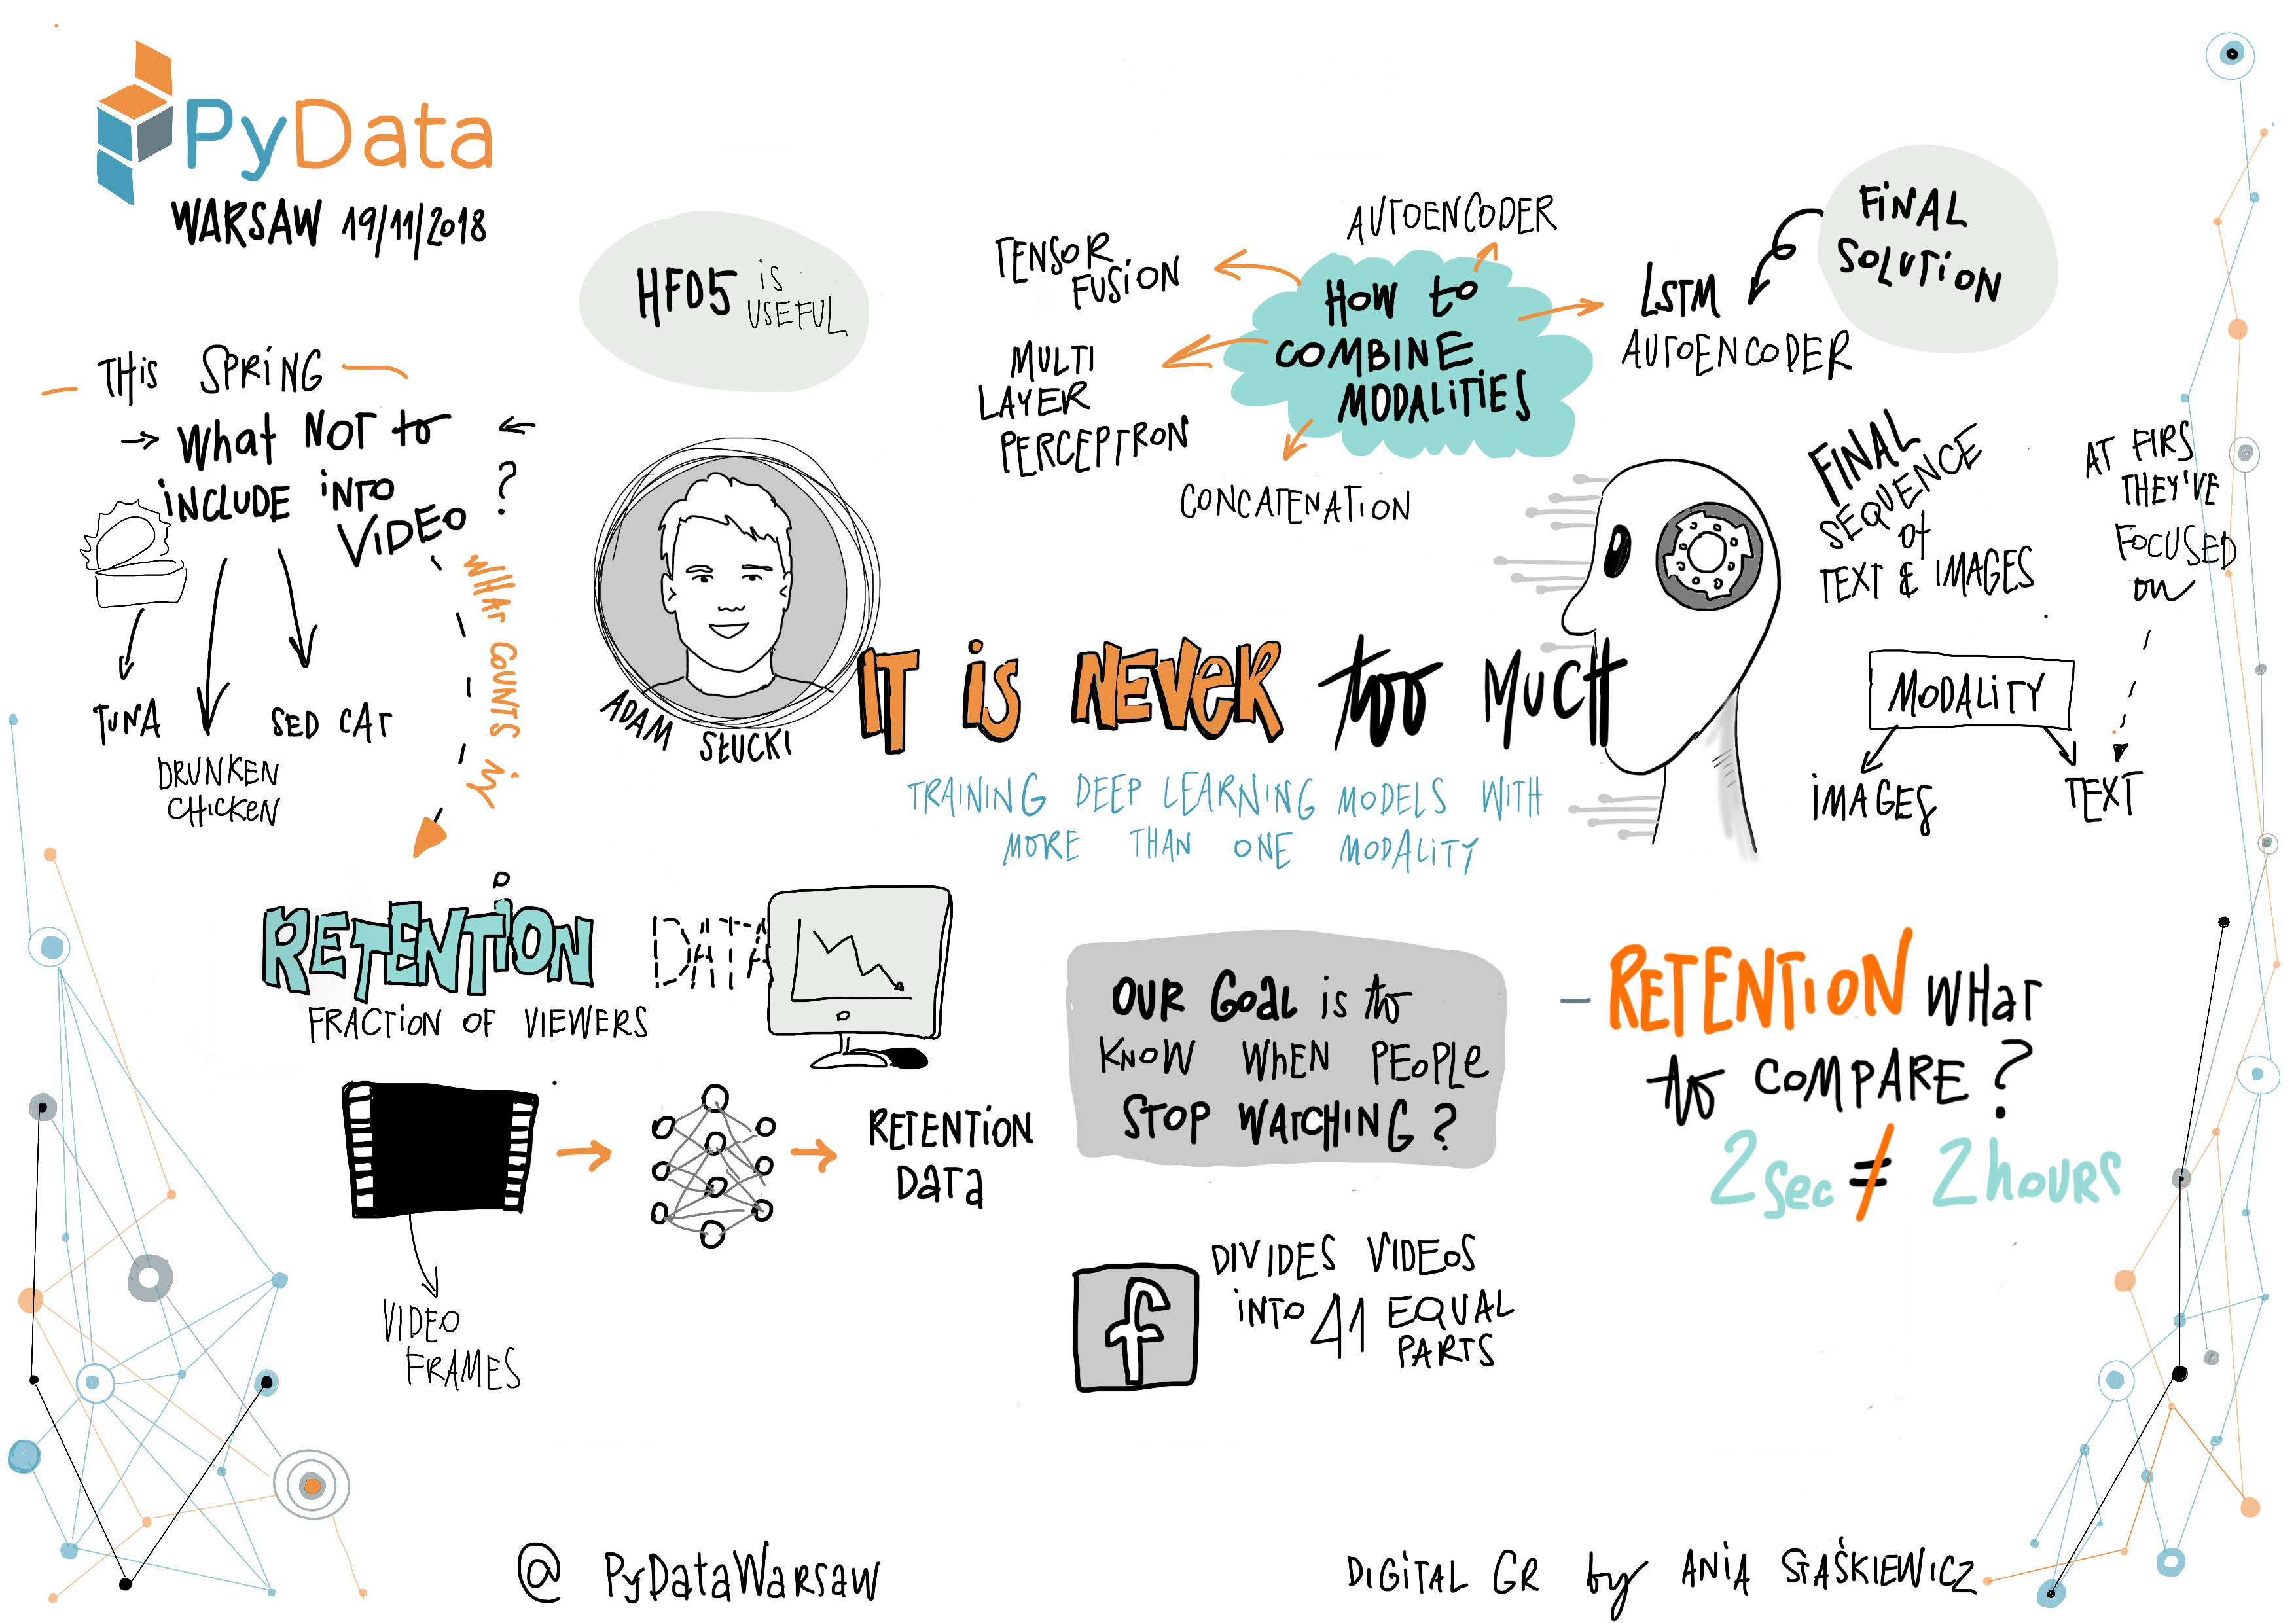 PyData
WARSAW 19/11/2018
HFD5 is
USEFUL
THIS SPRING
What NOT to
INCLUDE INTO
VIDEO ?
TUNA
DRUNKEN
CHICKEN
SED CAT
WHAT COUNTS IN
ADAM SŁUCKI
TENSOR
FUSION
AUTOENCODER
MULTI
LAYER
PERCEPTRON
HOW to
COMBINE
MODALITIES
CONCATENATION
LSTM
AUTOENCODER
FINAL
SOLUTION
FINAL
SEQUENCE
of
TEXT & IMAGES
AT FIRS
THEY'VE
FOCUSED
ON
MODALITY
IMAGES
TEXT
IT is NEVER too MUCH
TRAINING DEEP LEARNING MODELS WITH
MORE THAN ONE MODALITY
RETENTION DATA
FRACTION OF VIEWERS
VIDEO
FRAMES
RETENTION
DATA
OUR GOAL is to
KNOW WHEN PEOPLE
STOP WATCHING?
f
DIVIDES VIDEOS
INTO 41 EQUAL
PARTS
- RETENTION WHAT
to COMPARE?
2 sec ≠ 2 hours
@ PyDataWarsaw
DIGITAL GR by ANIA STAŚKIEWICZ